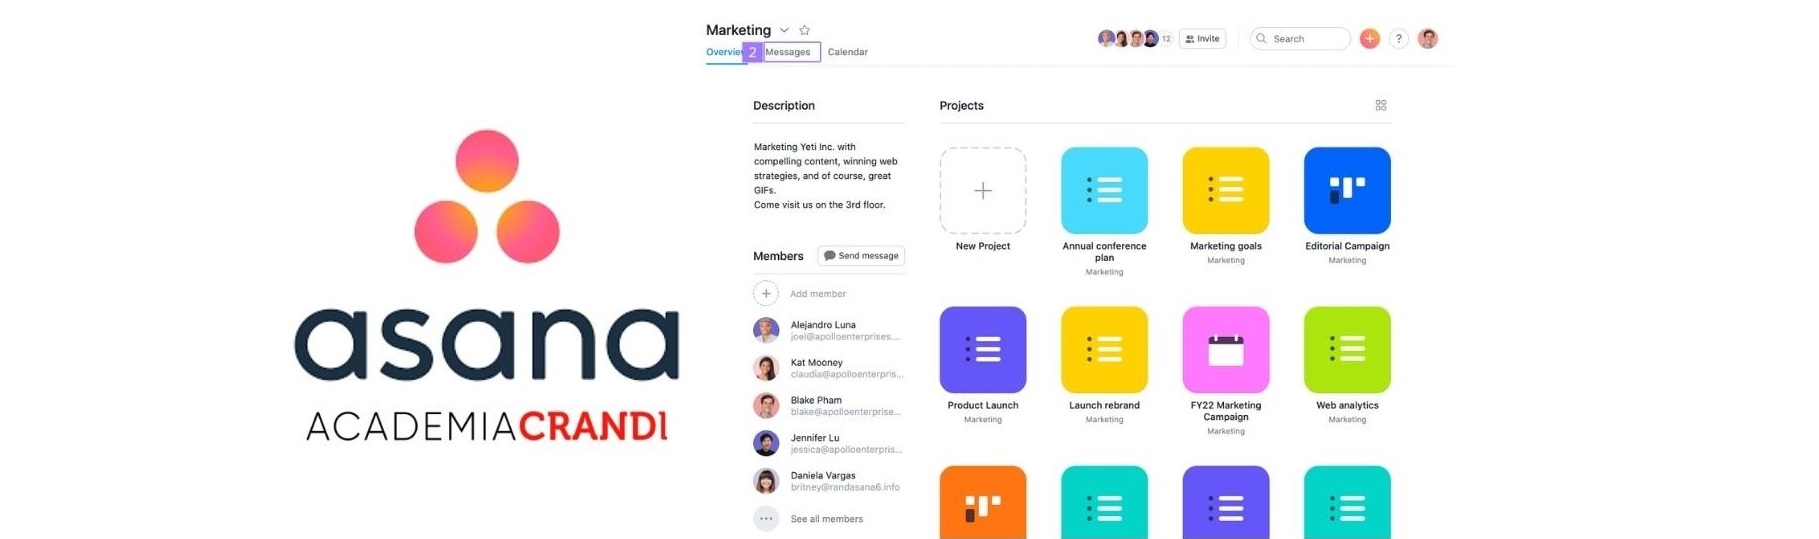 asana
ACADEMIACRANDI
Marketing
Overview
2
Messages
Calendar
12
Invite
Search
?
Description
Marketing Yeti Inc. with
compelling content, winning web
strategies, and of course, great
GIFs.
Come visit us on the 3rd floor.
Members
Send message
Add member
Alejandro Luna
joel@apolloenterprises....
Kat Mooney
claudia@apolloenterpris...
Blake Pham
blake@apolloenterprise...
Jennifer Lu
jessica@apolloenterpris...
Daniela Vargas
britney@randasana6.info
See all members
Projects
New Project
Annual conference
plan
Marketing
Marketing goals
Marketing
Editorial Campaign
Marketing
Product Launch
Marketing
Launch rebrand
Marketing
FY22 Marketing
Campaign
Marketing
Web analytics
Marketing